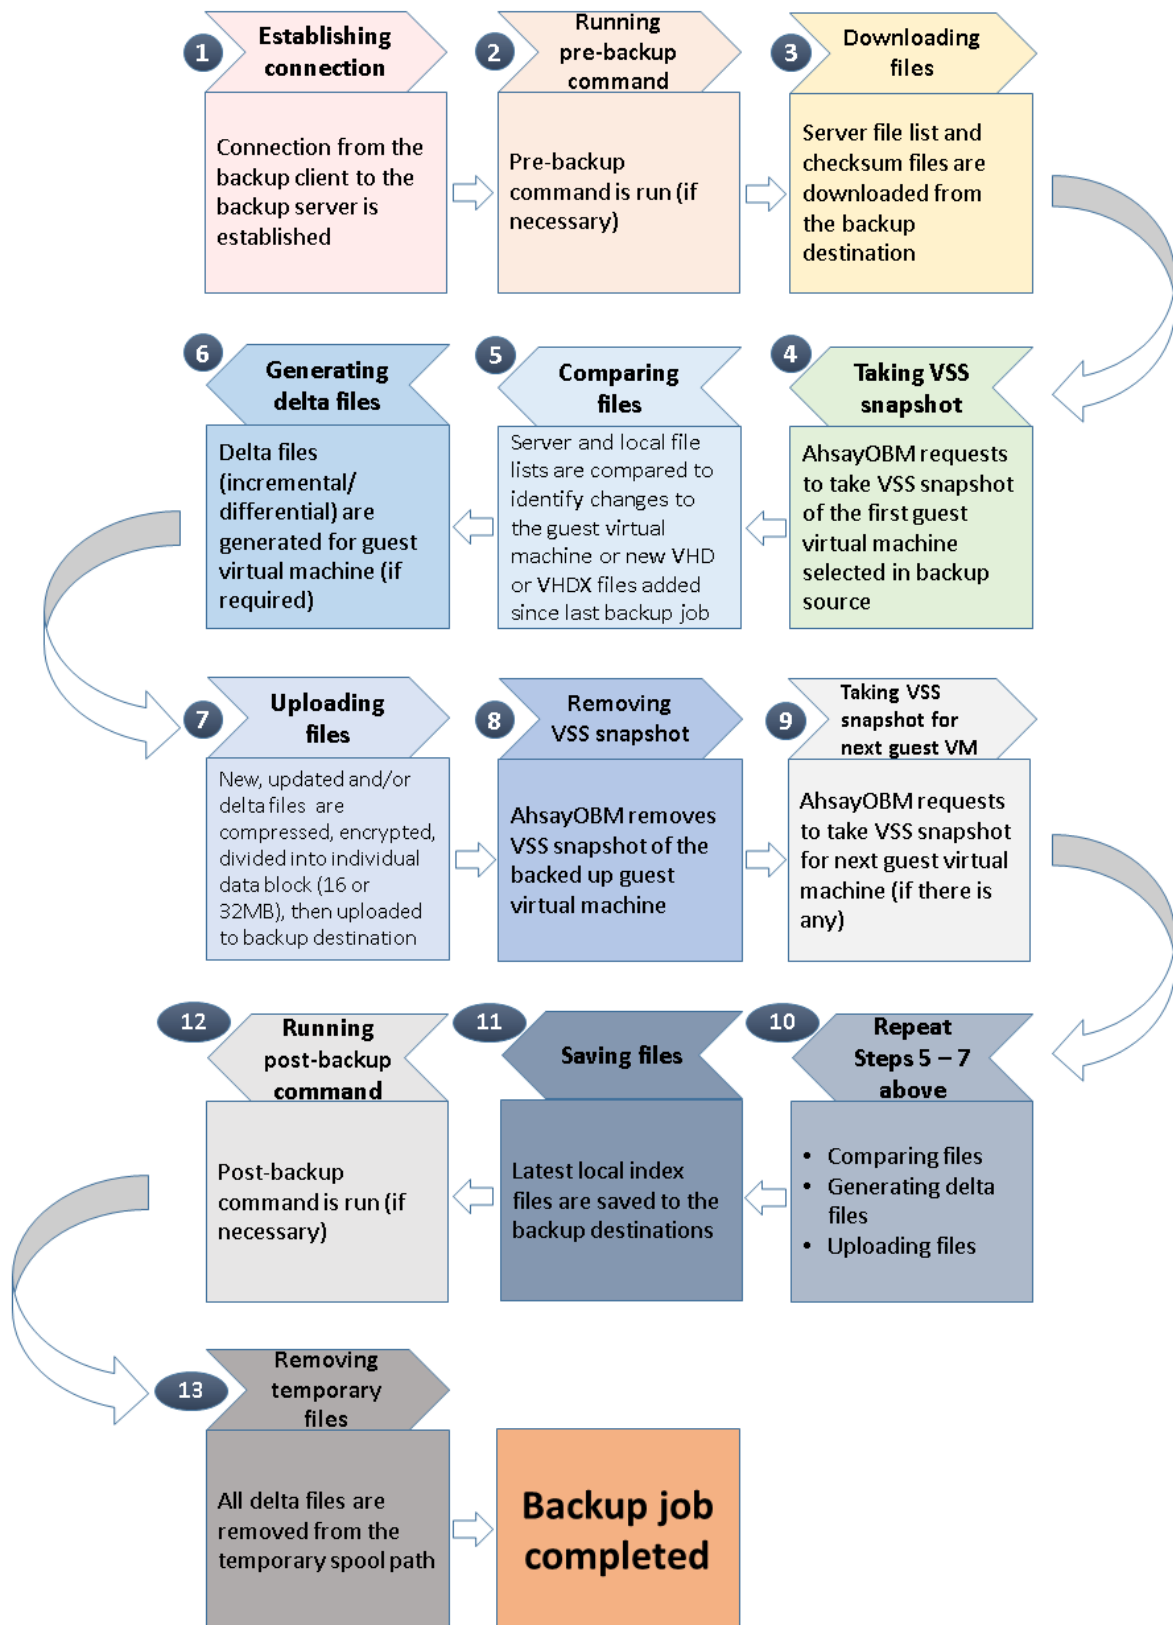 1
Establishing
connection
Connection from the
backup client to the
backup server is
established
2
Running
pre-backup
command
Pre-backup
command is run (if
necessary)
3
Downloading
files
Server file list and
checksum files are
downloaded from
the backup
destination
4
Taking VSS
snapshot
AhsayOBM requests
to take VSS snapshot
of the first guest
virtual machine
selected in backup
source
5
Comparing
files
Server and local file
lists are compared to
identify changes to
the guest virtual
machine or new VHD
or VHDX files added
since last backup job
6
Generating
delta files
Delta files
(incremental/
differential) are
generated for guest
virtual machine (if
required)
7
Uploading
files
New, updated and/or
delta files are
compressed, encrypted,
divided into individual
data block (16 or
32MB), then uploaded
to backup destination
8
Removing
VSS snapshot
AhsayOBM removes
VSS snapshot of the
backed up guest
virtual machine
9
Taking VSS
snapshot for
next guest VM
AhsayOBM requests
to take VSS snapshot
for next guest virtual
machine (if there is
any)
10
Repeat
Steps 5 – 7
above
• Comparing files
• Generating delta
files
• Uploading files
11
Saving files
Latest local index
files are saved to the
backup destinations
12
Running
post-backup
command
Post-backup
command is run (if
necessary)
13
Removing
temporary
files
All delta files are
removed from the
temporary spool path
Backup job
completed